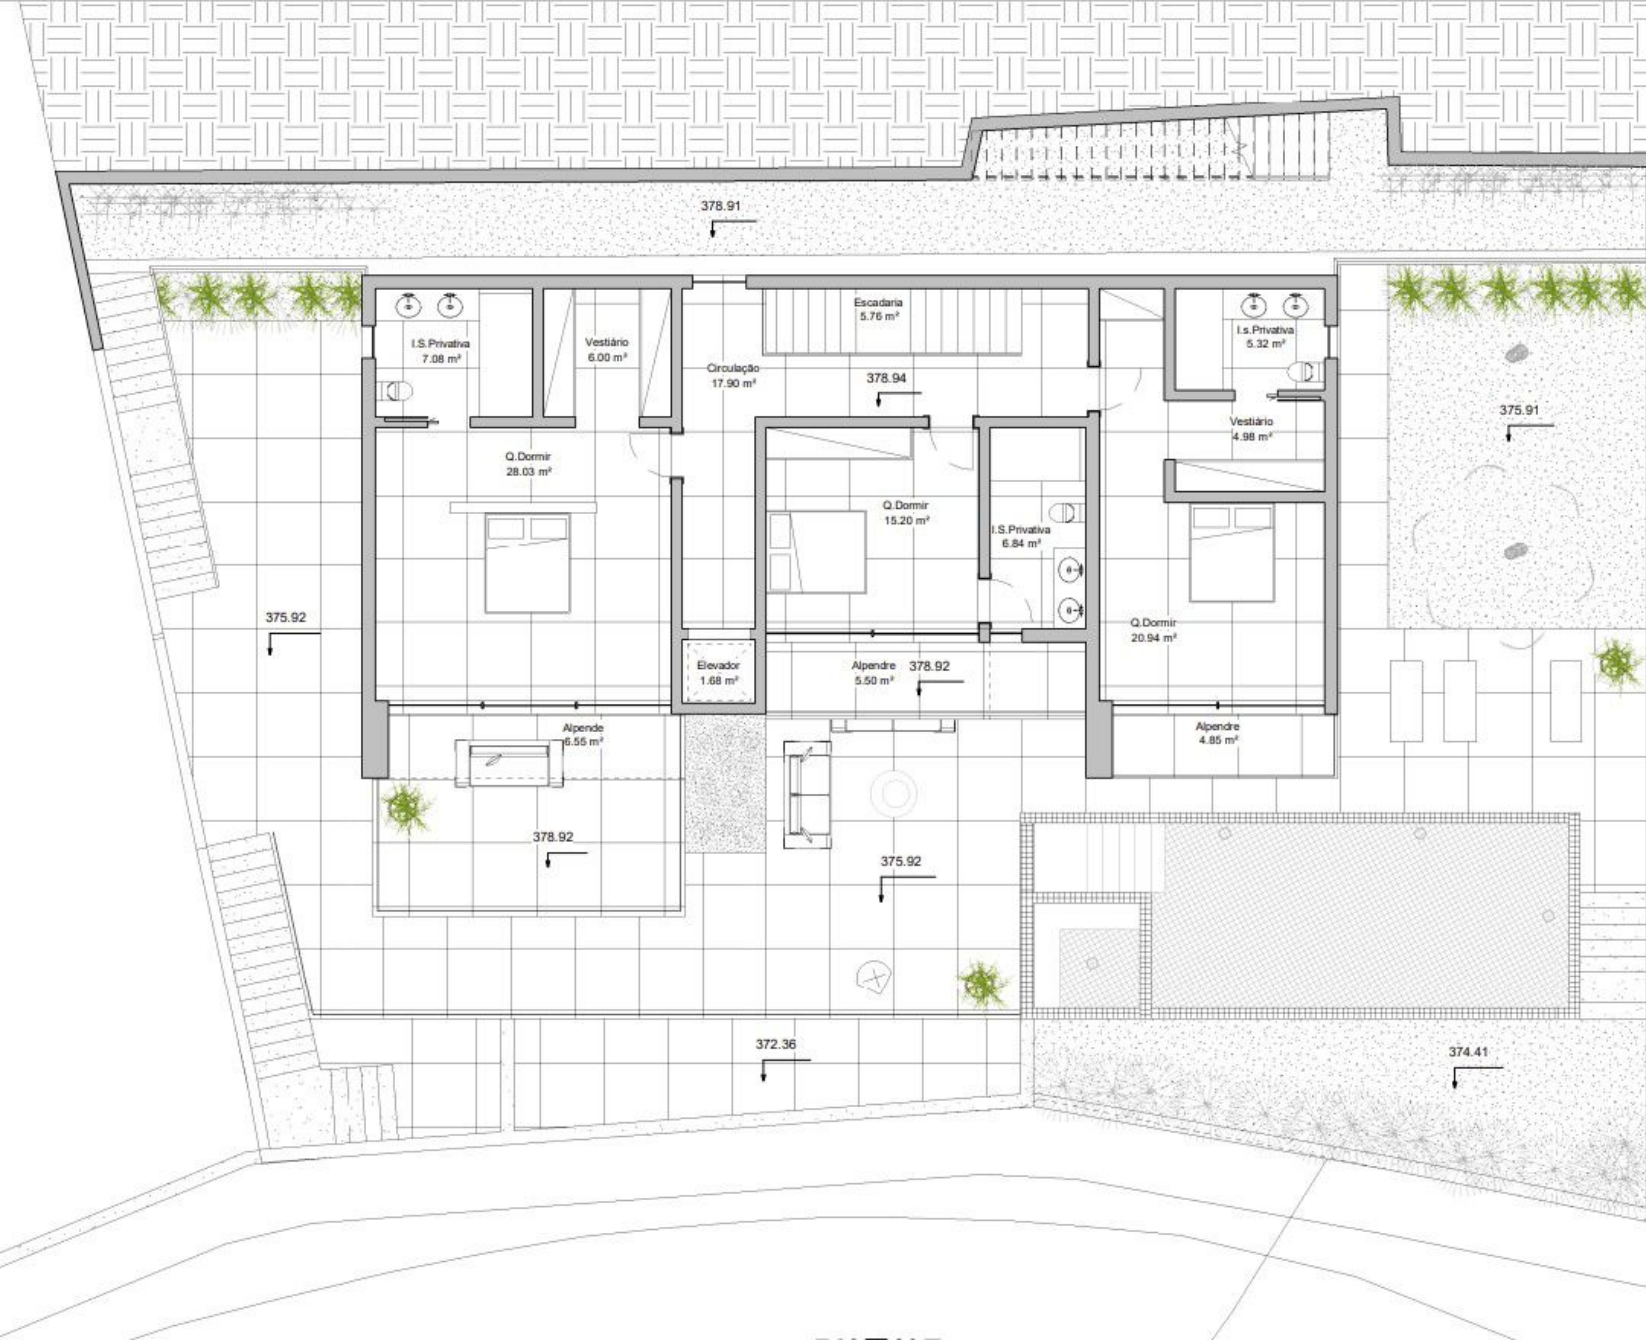 378.91
Escadaria
5.76 m²
I.S.Privativa
7.08 m²
Vestiário
6.00 m²
I.s.Privativa
5.32 m²
Circulação
17.90 m²
378.94
375.91
Vestiário
4.98 m²
Q.Dormir
28.03 m²
Q.Dormir
15.20 m²
I.S.Privativa
6.84 m²
375.92
Q.Dormir
20.94 m²
Elevador
1.68 m²
Alpendre
5.50 m²
378.92
Alpende
6.55 m²
Alpendre
4.85 m²
378.92
375.92
372.36
374.41